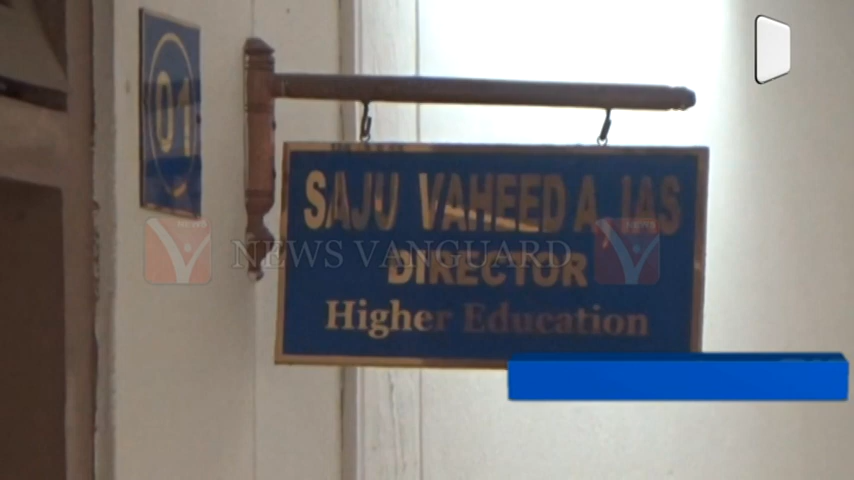 01
SAJU VAHEED A, IAS
DIRECTOR
Higher Education
NEWS VANGUARD